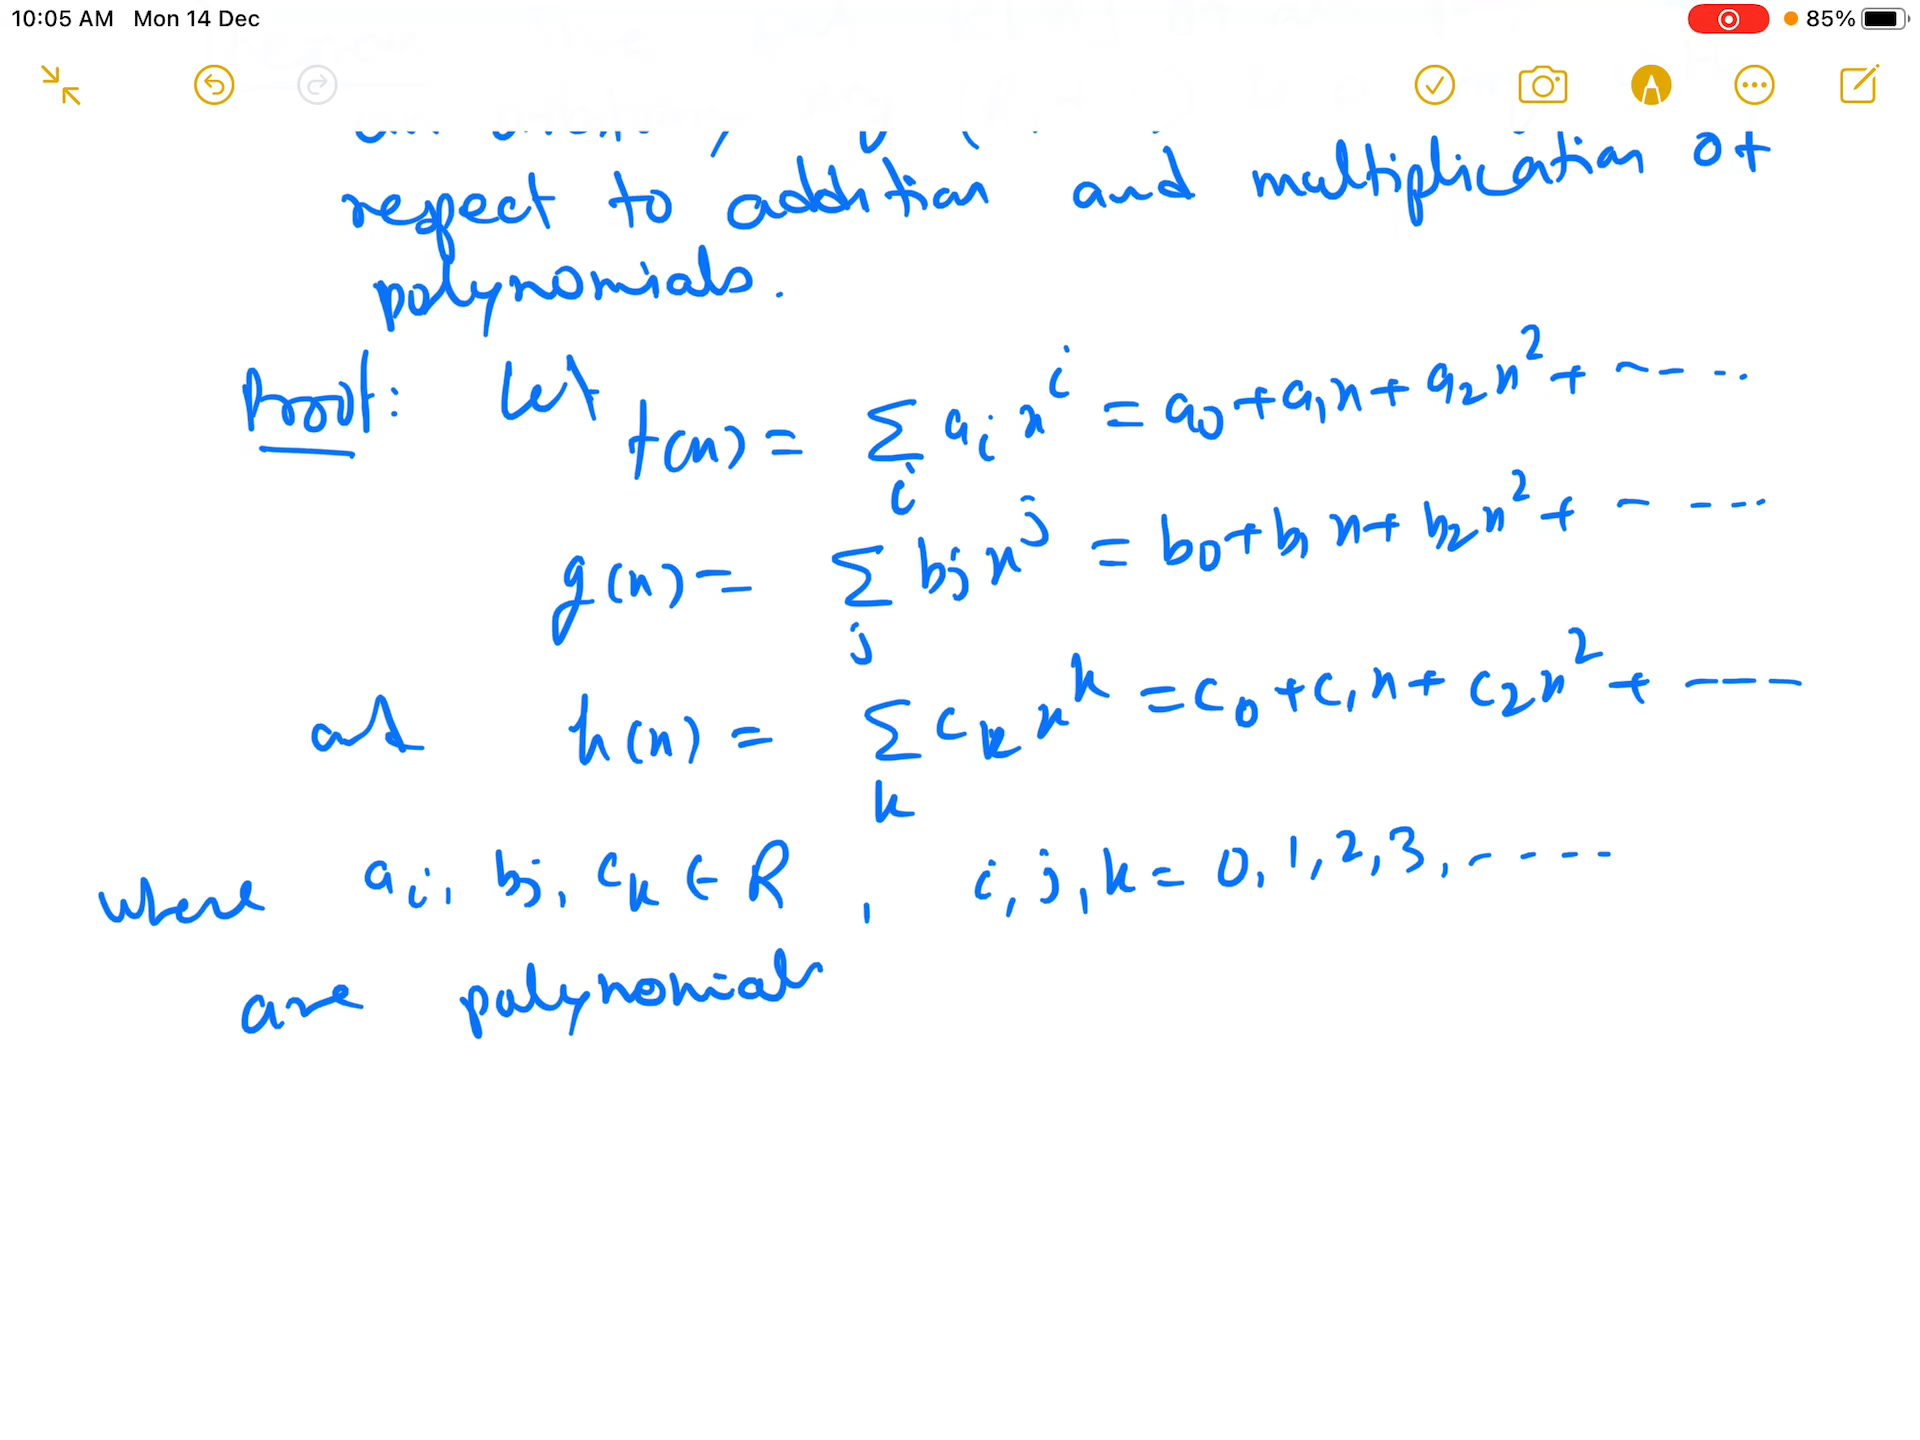 10:05 AM Mon 14 Dec 85%
respect to addition and multiplication of
polynomials.
Proof: Let f(x) = Σ_i a_i x^i = a_0 + a_1 x + a_2 x^2 + ----
g(x) = Σ_j b_j x^j = b_0 + b_1 x + b_2 x^2 + ----
and h(x) = Σ_k c_k x^k = c_0 + c_1 x + c_2 x^2 + ---
where a_i, b_j, c_k ∈ R, i, j, k = 0, 1, 2, 3, ----
are polynomials